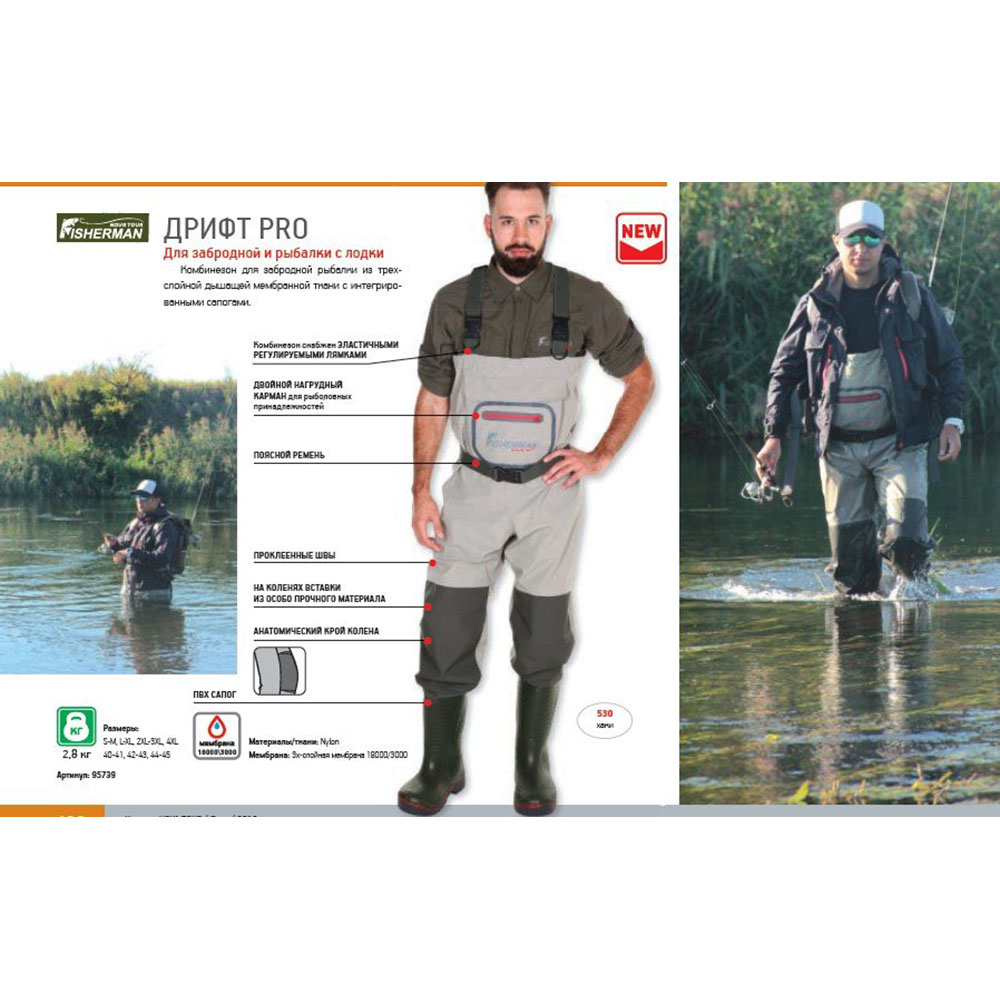 NOVA TOUR
FISHERMAN
ДРИФТ PRO
Для забродной и рыбалки с лодки
Комбинезон для забродной рыбалки из трех-
слойной дышащей мембранной ткани с интегриро-
ванными сапогами.
NEW
Комбинезон снабжен ЭЛАСТИЧНЫМИ
РЕГУЛИРУЕМЫМИ ЛЯМКАМИ
ДВОЙНОЙ НАГРУДНЫЙ
КАРМАН для рыболовных
принадлежностей
ПОЯСНОЙ РЕМЕНЬ
ПРОКЛЕЕННЫЕ ШВЫ
НА КОЛЕНЯХ ВСТАВКИ
ИЗ ОСОБО ПРОЧНОГО МАТЕРИАЛА
АНАТОМИЧЕСКИЙ КРОЙ КОЛЕНА
ПВХ САПОГ
FISHERMAN
FISHERMAN
530
хаки
КГ
2,8 кг
Размеры:
S-M, L-XL, 2XL-3XL, 4XL
40-41, 42-43, 44-45
мембрана
18000\3000
Материалы/ткани: Nylon
Мембрана: 3х-слойная мембрана 18000/3000
Артикул: 95739